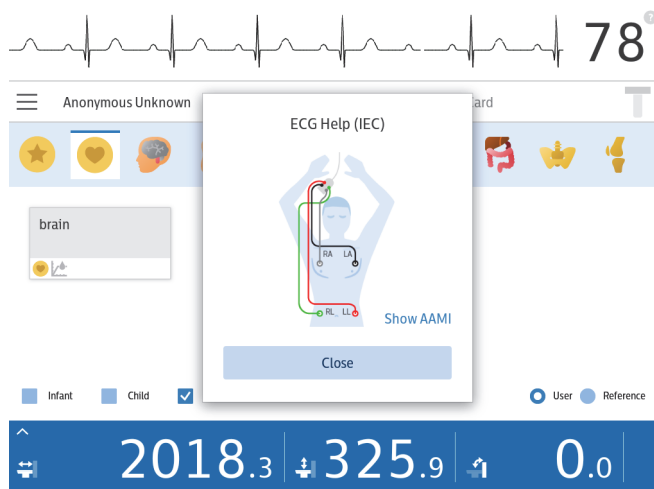 78
?
Anonymous Unknown
ard
ECG Help (IEC)
RA LA
RL LL
Show AAMI
Close
brain
Infant
Child
User
Reference
2018.3
325.9
0.0